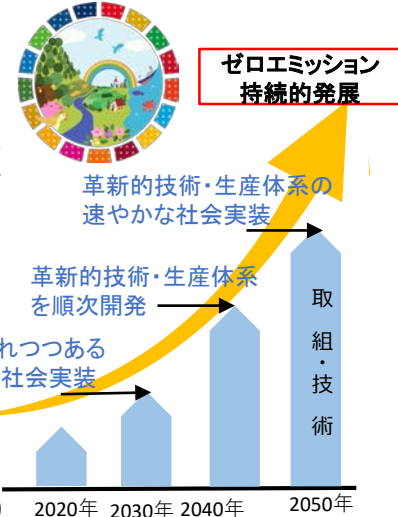 ゼロエミッション
持続的発展
革新的技術・生産体系の
速やかな社会実装
革新的技術・生産体系
を順次開発
れつつある
社会実装
取組・技術
2020年 2030年 2040年 2050年